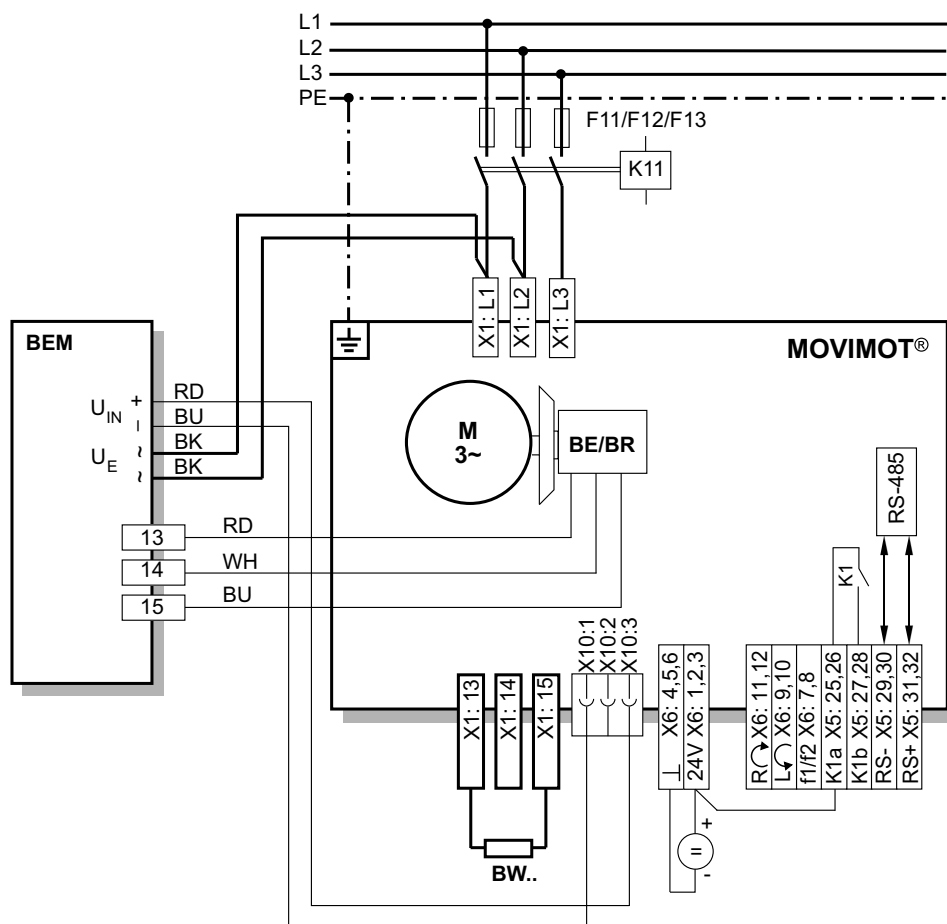 L1
L2
L3
PE
F11/F12/F13
K11
X1: L1
X1: L2
X1: L3
BEM
MOVIMOT®
UIN
+
–
RD
BU
UE
~
~
BK
BK
M
3~
BE/BR
RS-485
13
RD
14
WH
15
BU
K1
X10:1
X10:2
X10:3
X1: 13
X1: 14
X1: 15
⊥ X6: 4,5,6
24V X6: 1,2,3
R X6: 11,12
L X6: 9,10
f1/f2 X6: 7,8
K1a X5: 25,26
K1b X5: 27,28
RS- X5: 29,30
RS+ X5: 31,32
BW..
+
=
-